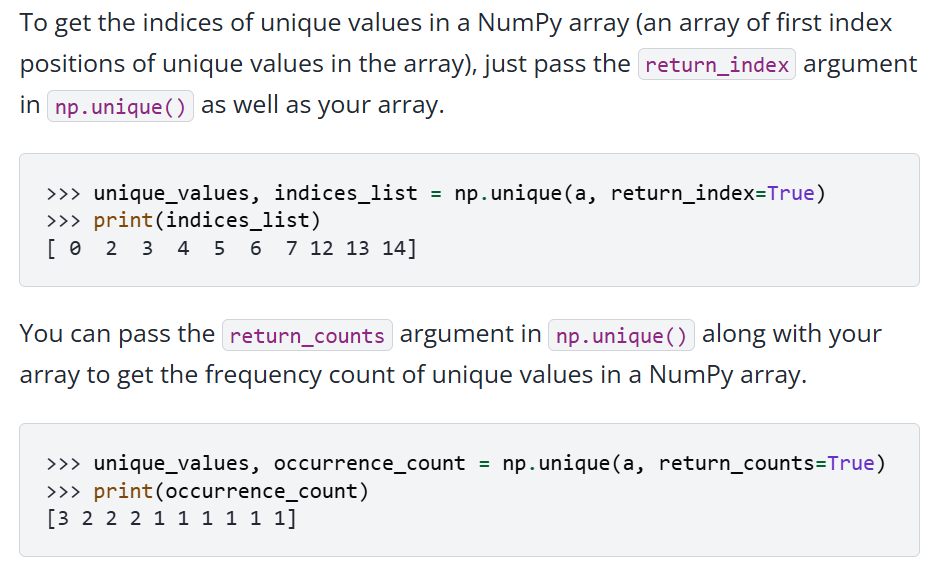 To get the indices of unique values in a NumPy array (an array of first index
positions of unique values in the array), just pass the return_index argument
in np.unique() as well as your array.
>>> unique_values, indices_list = np.unique(a, return_index=True)
>>> print(indices_list)
[ 0  2  3  4  5  6  7 12 13 14]
You can pass the return_counts argument in np.unique() along with your
array to get the frequency count of unique values in a NumPy array.
>>> unique_values, occurrence_count = np.unique(a, return_counts=True)
>>> print(occurrence_count)
[3 2 2 2 1 1 1 1 1 1]